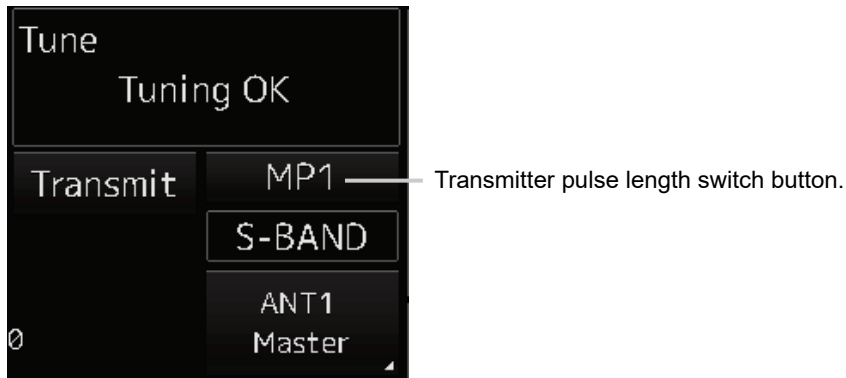 Tune
Tuning OK
Transmit
MP1
Transmitter pulse length switch button.
S-BAND
ANT1
0
Master